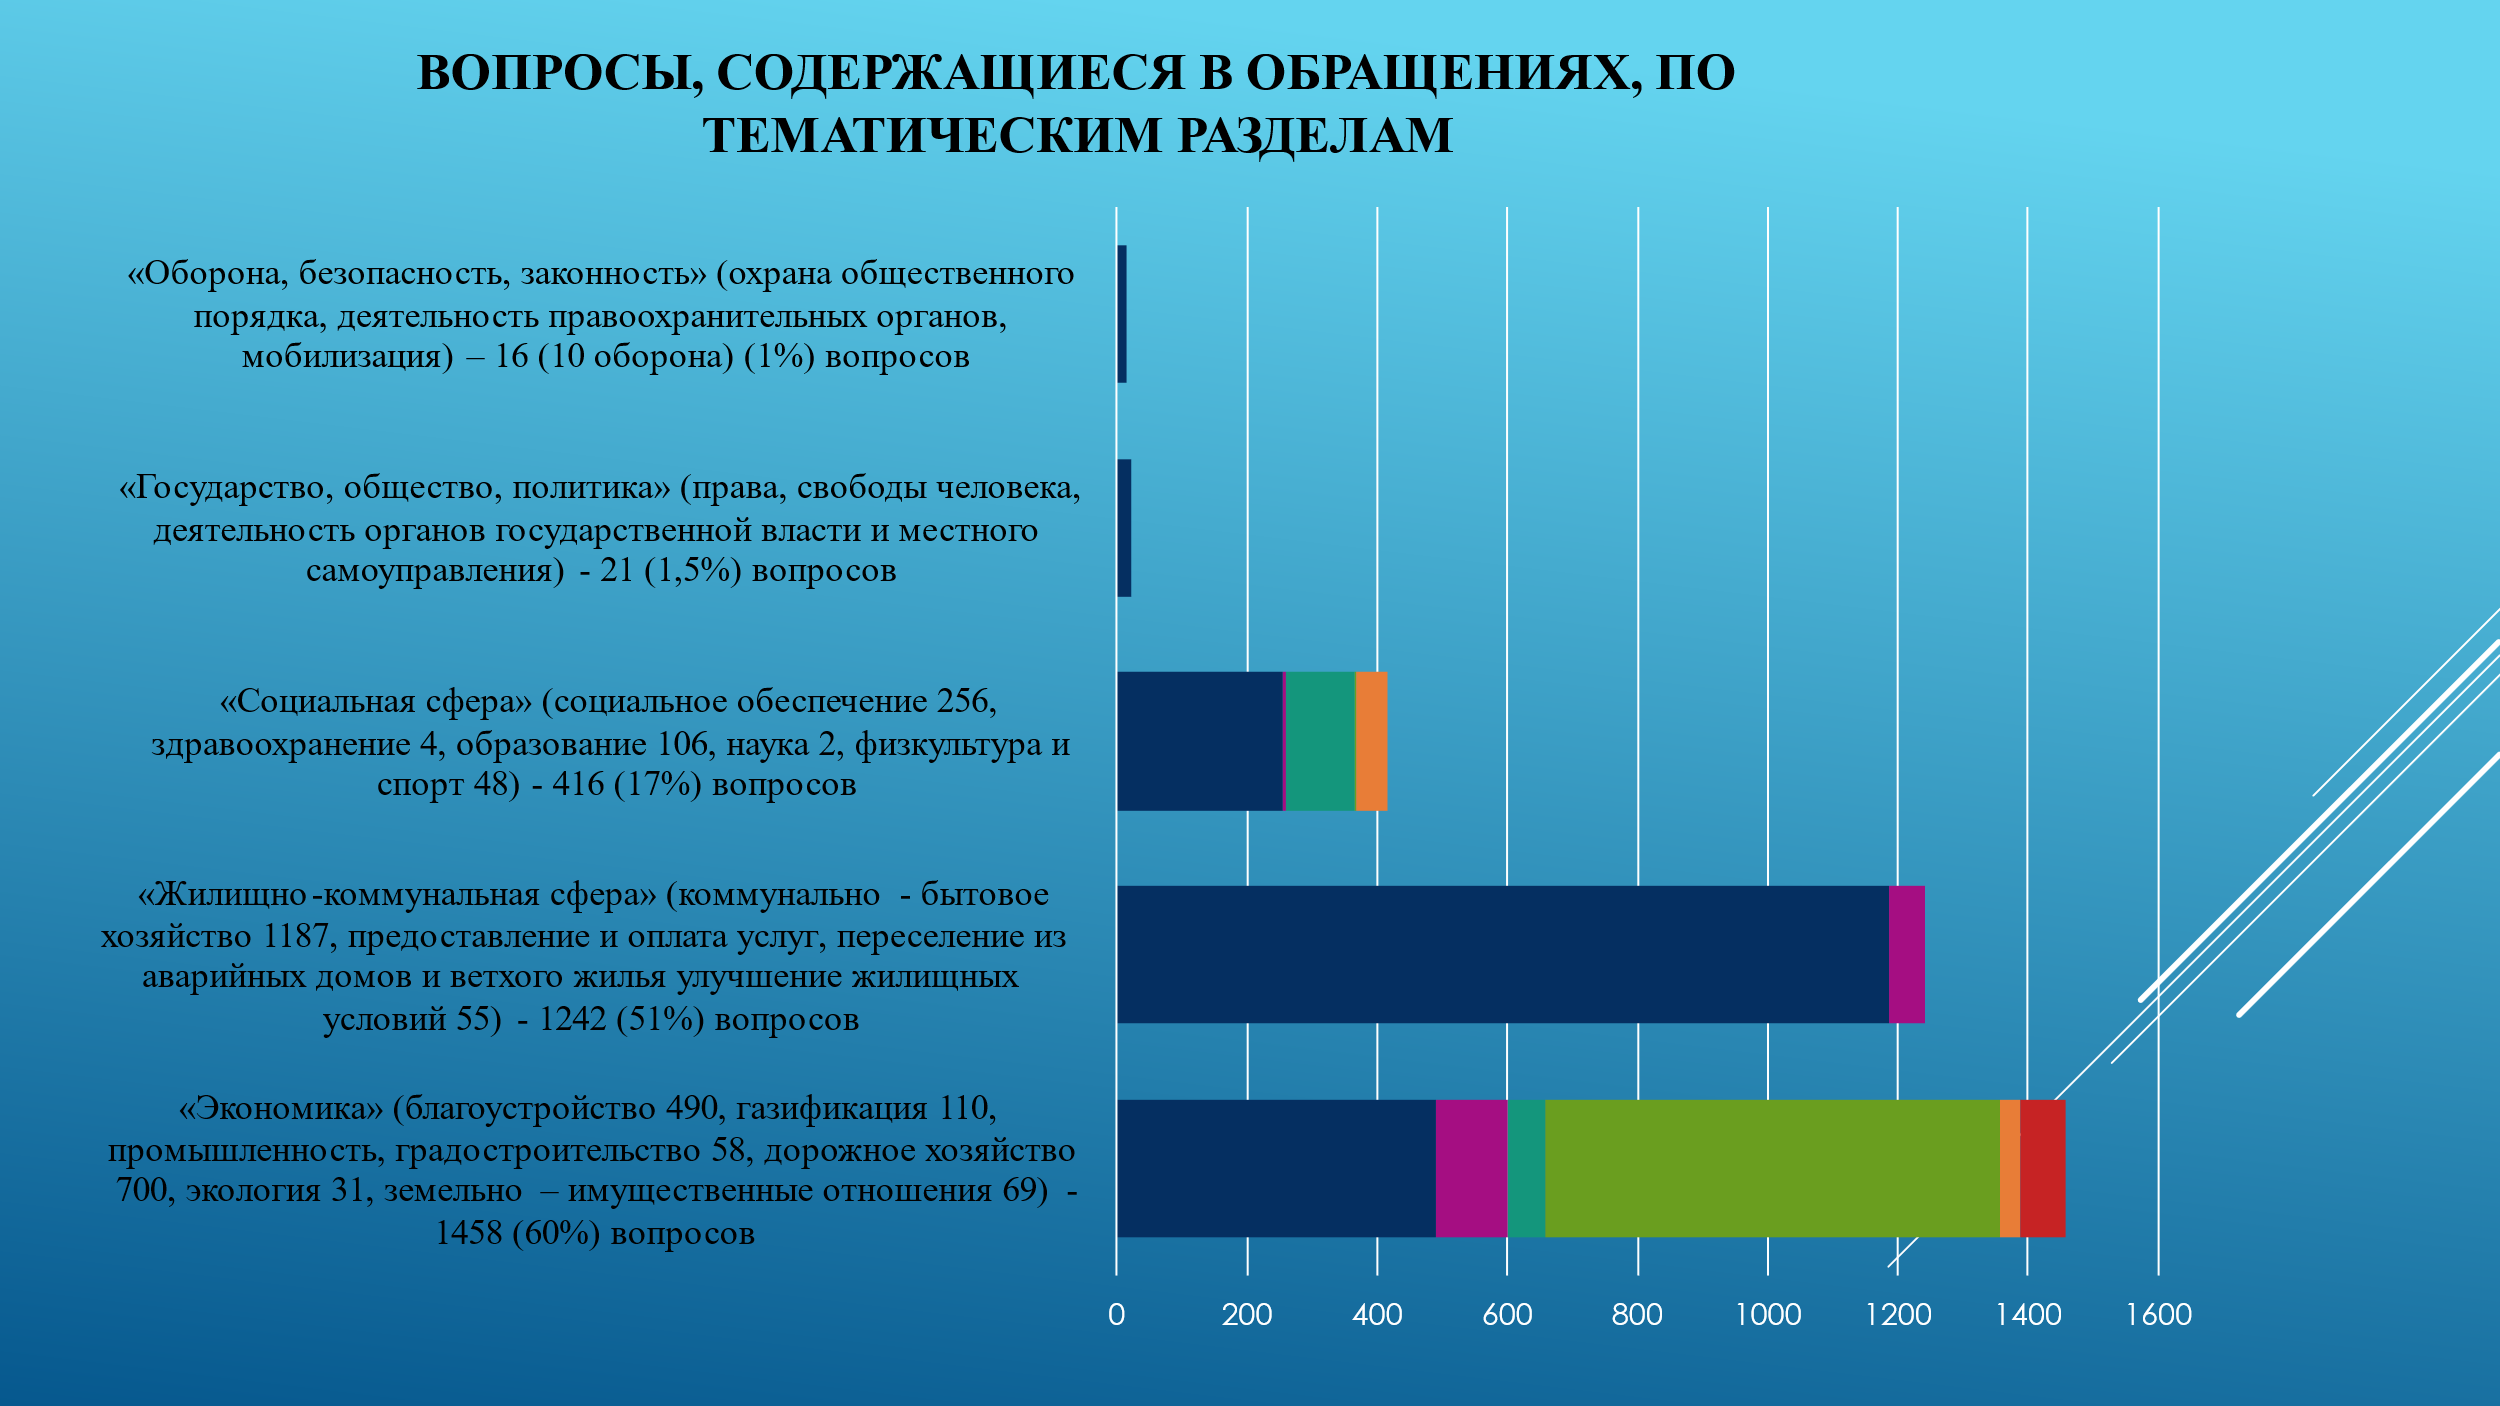 ВОПРОСЫ, СОДЕРЖАЩИЕСЯ В ОБРАЩЕНИЯХ, ПО
ТЕМАТИЧЕСКИМ РАЗДЕЛАМ
«Оборона, безопасность, законность» (охрана общественного
порядка, деятельность правоохранительных органов,
мобилизация) – 16 (10 оборона) (1%) вопросов
«Государство, общество, политика» (права, свободы человека,
деятельность органов государственной власти и местного
самоуправления) - 21 (1,5%) вопросов
«Социальная сфера» (социальное обеспечение 256,
здравоохранение 4, образование 106, наука 2, физкультура и
спорт 48) - 416 (17%) вопросов
«Жилищно-коммунальная сфера» (коммунально - бытовое
хозяйство 1187, предоставление и оплата услуг, переселение из
аварийных домов и ветхого жилья улучшение жилищных
условий 55) - 1242 (51%) вопросов
«Экономика» (благоустройство 490, газификация 110,
промышленность, градостроительство 58, дорожное хозяйство
700, экология 31, земельно – имущественные отношения 69) -
1458 (60%) вопросов
0 200 400 600 800 1000 1200 1400 1600